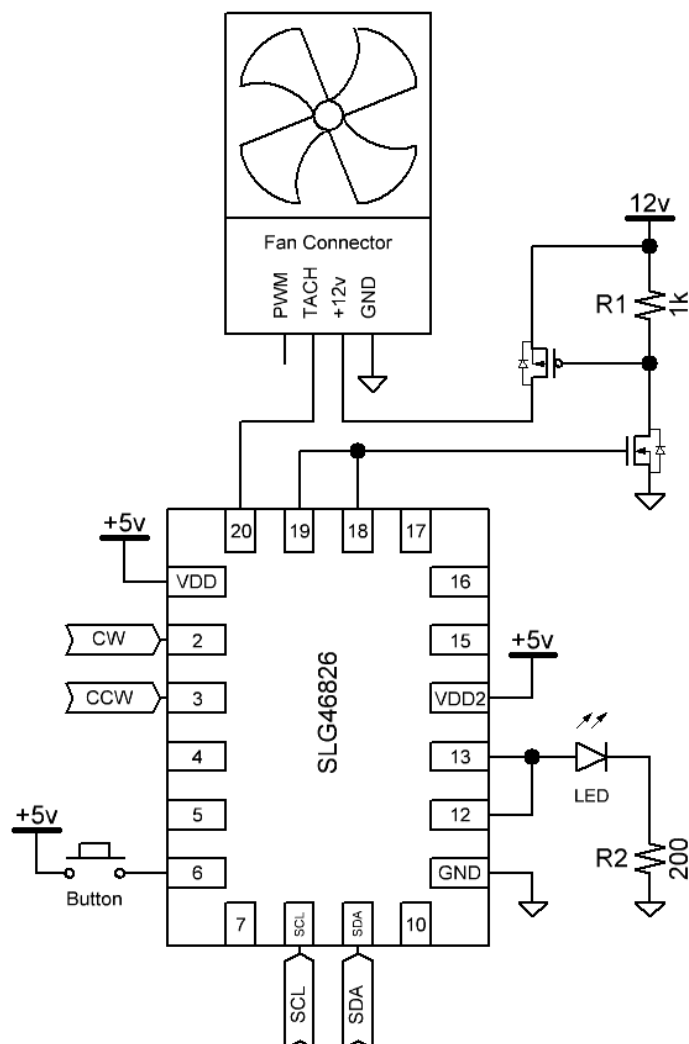 Fan Connector
PWM
TACH
+12v
GND
12v
R1
1k
20
19
18
17
+5v
VDD
16
CW
2
15
+5v
CCW
3
VDD2
SLG46826
4
13
LED
5
12
+5v
Button
6
GND
R2
200
7
SCL
SDA
10
SCL
SDA